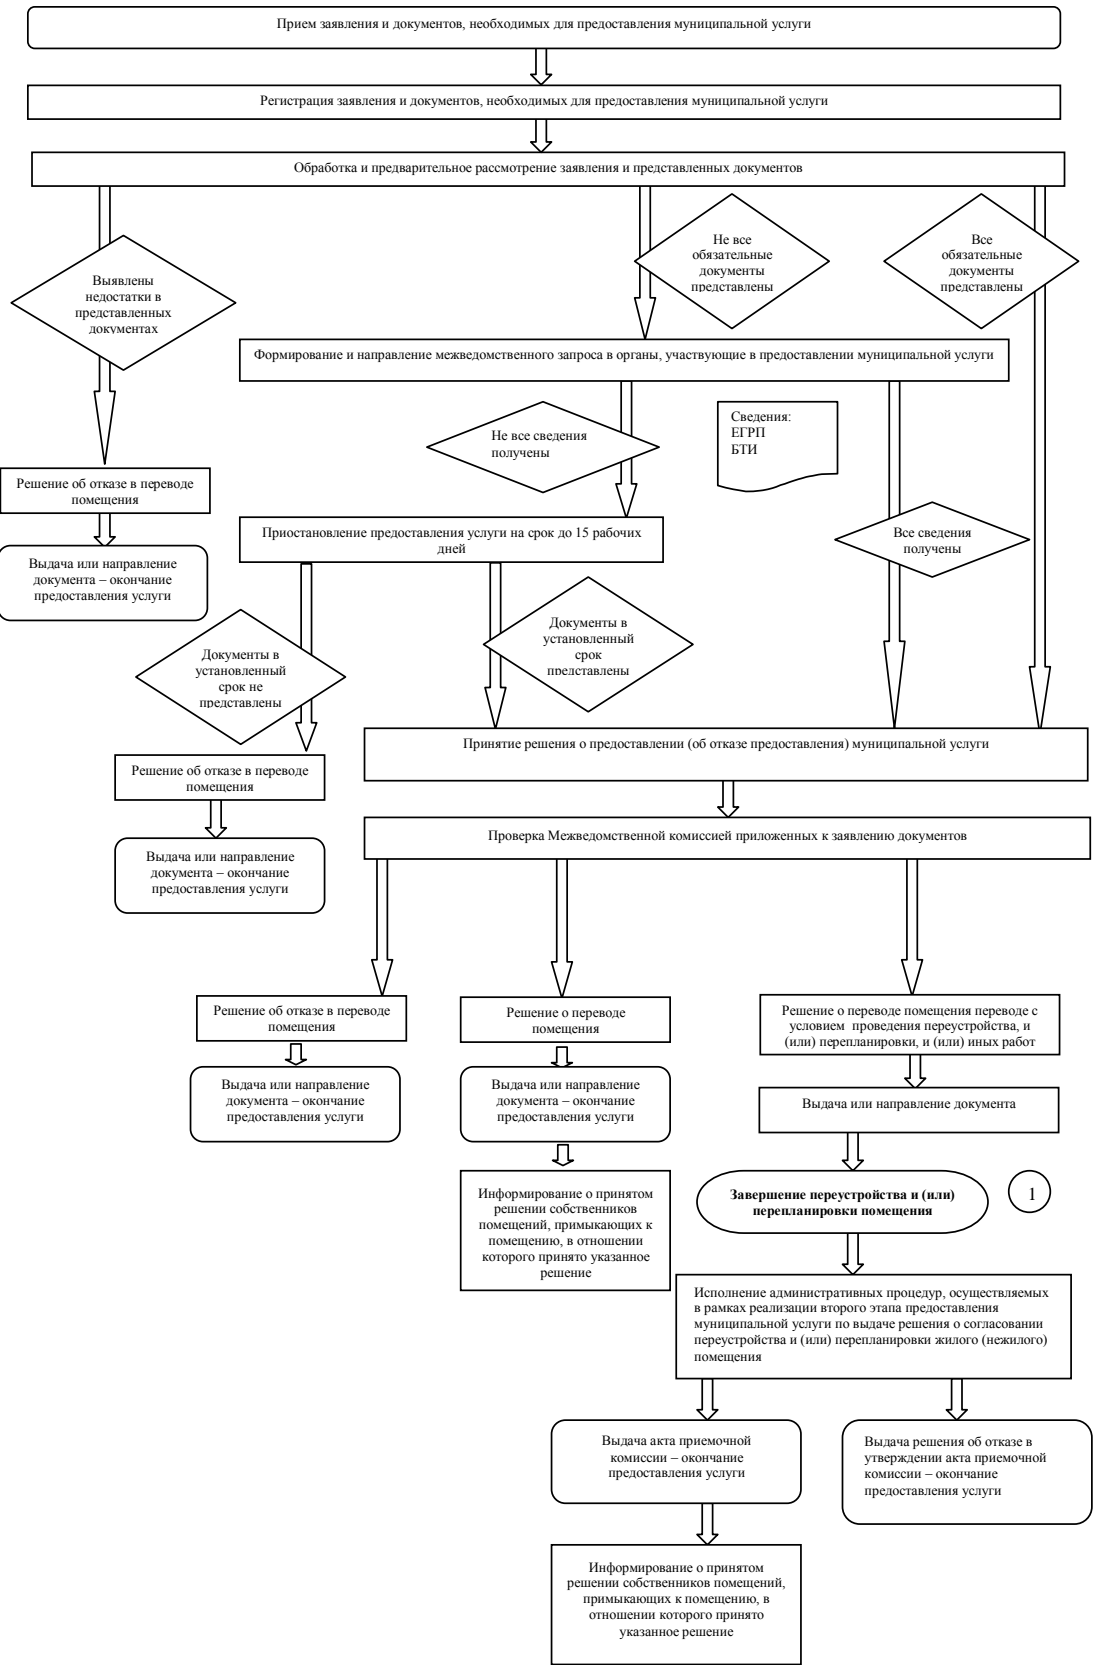 Прием заявления и документов, необходимых для предоставления муниципальной услуги
Регистрация заявления и документов, необходимых для предоставления муниципальной услуги
Обработка и предварительное рассмотрение заявления и представленных документов
Выявлены
недостатки в
представленных
документах
Не все
обязательные
документы
представлены
Все
обязательные
документы
представлены
Формирование и направление межведомственного запроса в органы, участвующие в предоставлении муниципальной услуги
Не все сведения
получены
Сведения:
ЕГРП
БТИ
Решение об отказе в переводе
помещения
Приостановление предоставления услуги на срок до 15 рабочих
дней
Все сведения
получены
Выдача или направление
документа – окончание
предоставления услуги
Документы в
установленный
срок не
представлены
Документы в
установленный
срок
представлены
Принятие решения о предоставлении (об отказе предоставления) муниципальной услуги
Решение об отказе в переводе
помещения
Проверка Межведомственной комиссией приложенных к заявлению документов
Выдача или направление
документа – окончание
предоставления услуги
Решение об отказе в переводе
помещения
Решение о переводе
помещения
Решение о переводе помещения переводе с
условием проведения переустройства, и
(или) перепланировки, и (или) иных работ
Выдача или направление
документа – окончание
предоставления услуги
Выдача или направление
документа – окончание
предоставления услуги
Выдача или направление документа
Информирование о принятом
решении собственников
помещений, примыкающих к
помещению, в отношении
которого принято указанное
решение
Завершение переустройства и (или)
перепланировки помещения
1
Исполнение административных процедур, осуществляемых
в рамках реализации второго этапа предоставления
муниципальной услуги по выдаче решения о согласовании
переустройства и (или) перепланировки жилого (нежилого)
помещения
Выдача акта приемочной
комиссии – окончание
предоставления услуги
Выдача решения об отказе в
утверждении акта приемочной
комиссии – окончание
предоставления услуги
Информирование о принятом
решении собственников помещений,
примыкающих к помещению, в
отношении которого принято
указанное решение